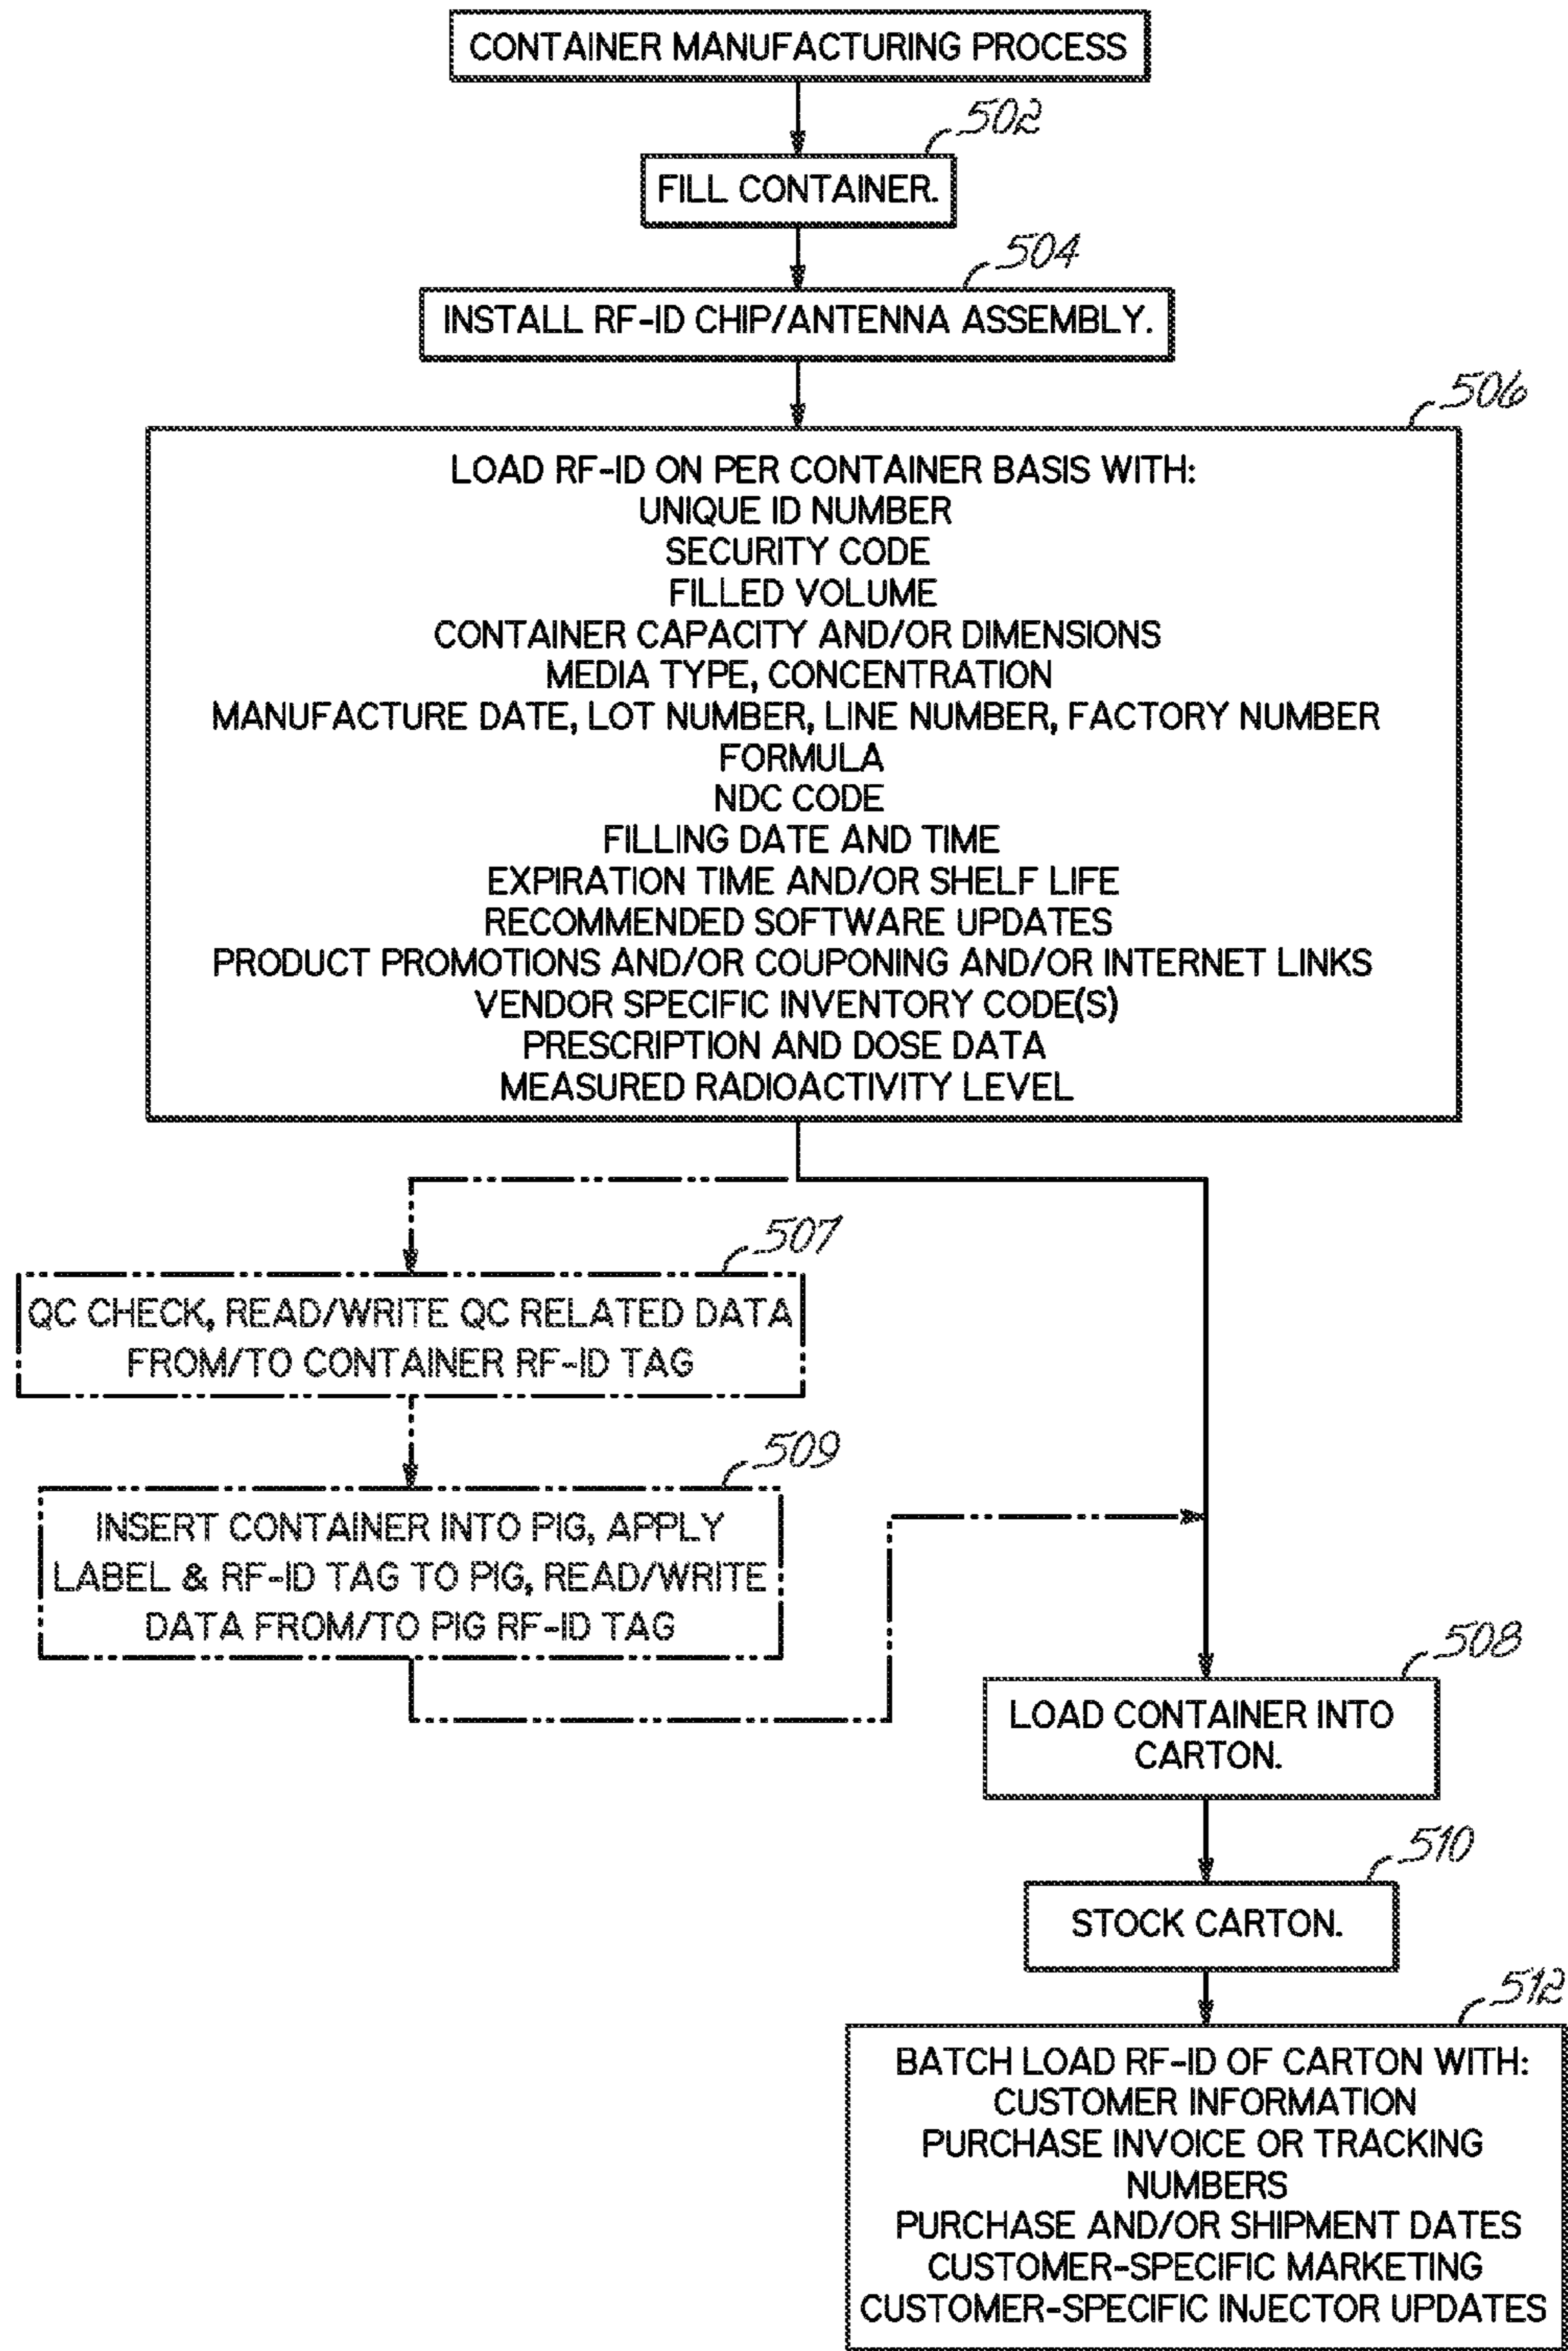 CONTAINER MANUFACTURING PROCESS
502
FILL CONTAINER.
504
INSTALL RF-ID CHIP/ANTENNA ASSEMBLY.
506
LOAD RF-ID ON PER CONTAINER BASIS WITH:
UNIQUE ID NUMBER
SECURITY CODE
FILLED VOLUME
CONTAINER CAPACITY AND/OR DIMENSIONS
MEDIA TYPE, CONCENTRATION
MANUFACTURE DATE, LOT NUMBER, LINE NUMBER, FACTORY NUMBER
FORMULA
NDC CODE
FILLING DATE AND TIME
EXPIRATION TIME AND/OR SHELF LIFE
RECOMMENDED SOFTWARE UPDATES
PRODUCT PROMOTIONS AND/OR COUPONING AND/OR INTERNET LINKS
VENDOR SPECIFIC INVENTORY CODE(S)
PRESCRIPTION AND DOSE DATA
MEASURED RADIOACTIVITY LEVEL
507
QC CHECK, READ/WRITE QC RELATED DATA
FROM/TO CONTAINER RF-ID TAG
509
INSERT CONTAINER INTO PIG, APPLY
LABEL & RF-ID TAG TO PIG, READ/WRITE
DATA FROM/TO PIG RF-ID TAG
508
LOAD CONTAINER INTO
CARTON.
510
STOCK CARTON.
512
BATCH LOAD RF-ID OF CARTON WITH:
CUSTOMER INFORMATION
PURCHASE INVOICE OR TRACKING
NUMBERS
PURCHASE AND/OR SHIPMENT DATES
CUSTOMER-SPECIFIC MARKETING
CUSTOMER-SPECIFIC INJECTOR UPDATES